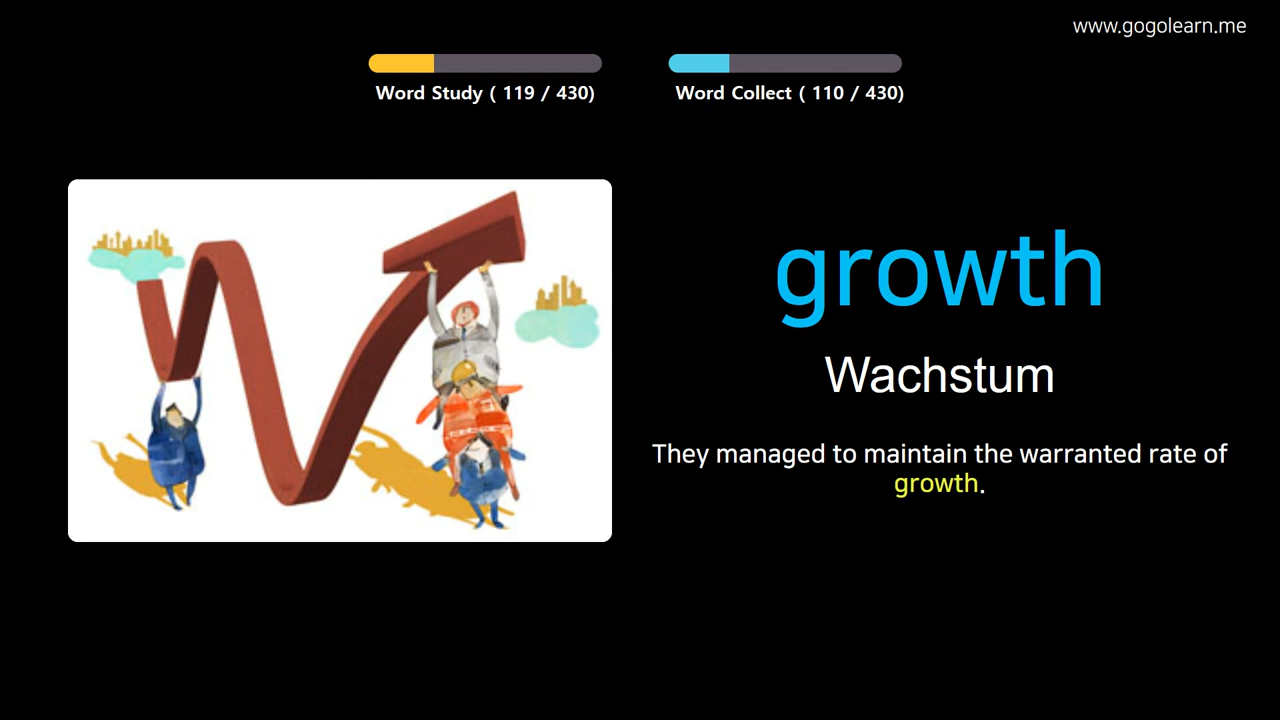 www.gogolearn.me
Word Study ( 119 / 430)
Word Collect ( 110 / 430)
growth
Wachstum
They managed to maintain the warranted rate of
growth.